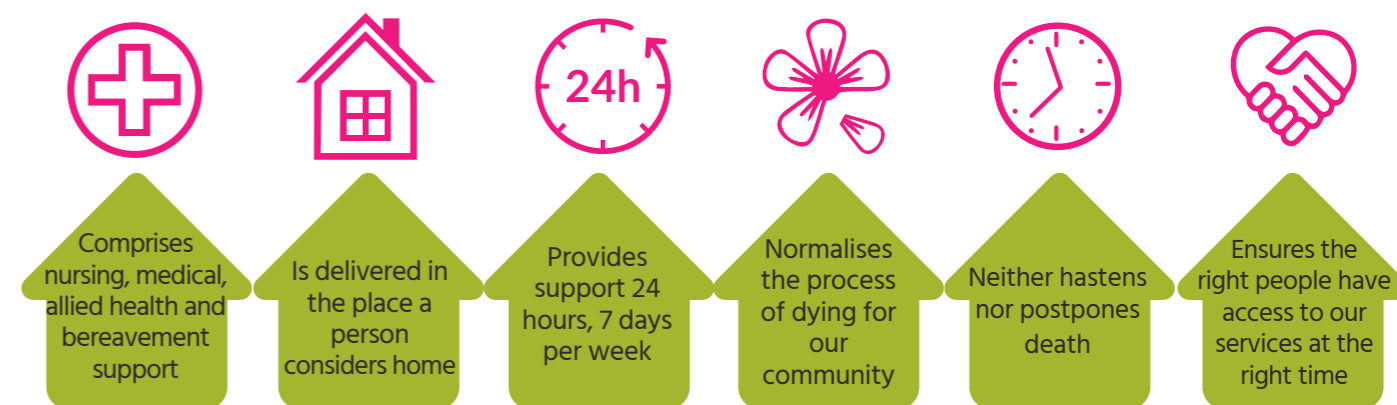 24h
Comprises
nursing, medical,
allied health and
bereavement
support
Is delivered in
the place a
person
considers home
Provides
support 24
hours, 7 days
per week
Normalises
the process
of dying for
our
community
Neither hastens
nor postpones
death
Ensures the
right people have
access to our
services at the
right time